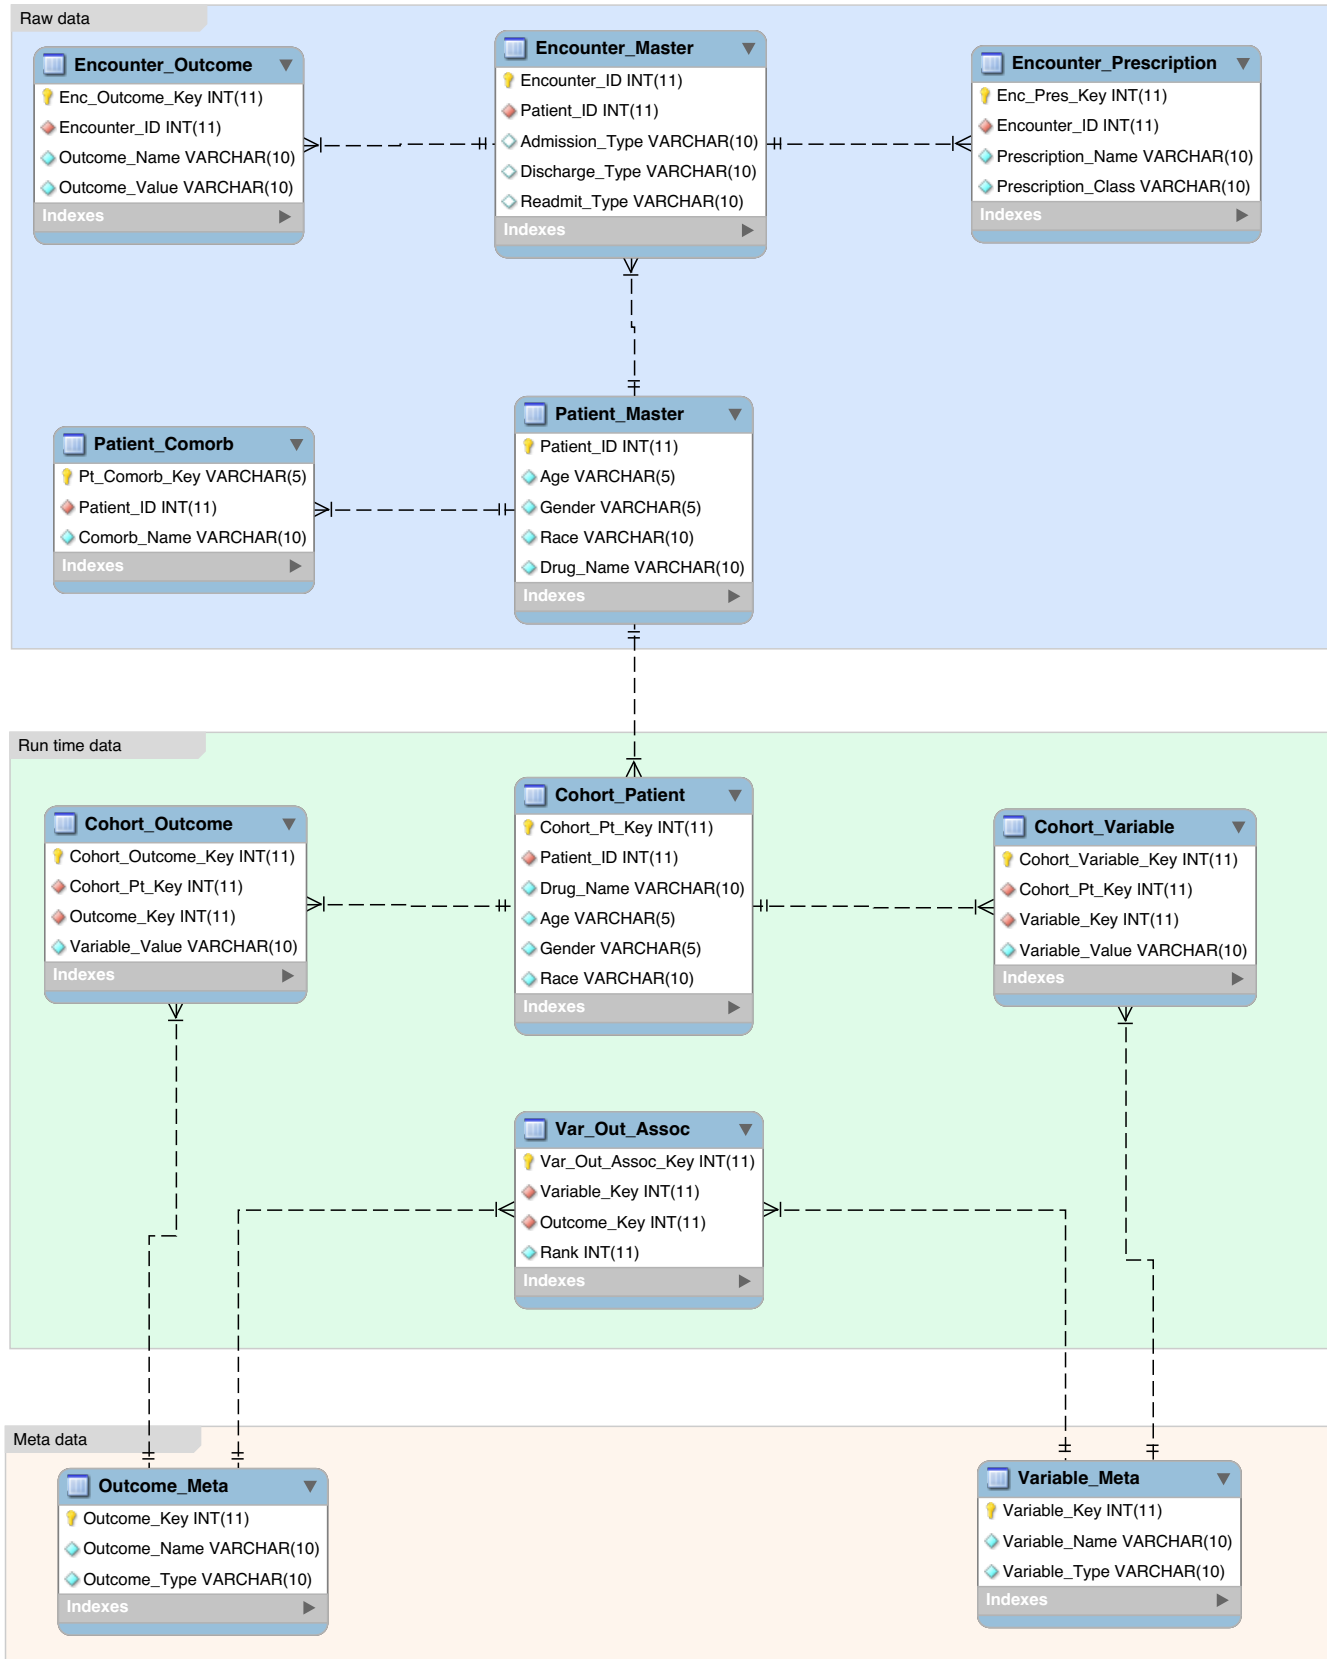 Raw data
Encounter_Outcome
Enc_Outcome_Key INT(11)
Encounter_ID INT(11)
Outcome_Name VARCHAR(10)
Outcome_Value VARCHAR(10)
Indexes
Encounter_Master
Encounter_ID INT(11)
Patient_ID INT(11)
Admission_Type VARCHAR(10)
Discharge_Type VARCHAR(10)
Readmit_Type VARCHAR(10)
Indexes
Encounter_Prescription
Enc_Pres_Key INT(11)
Encounter_ID INT(11)
Prescription_Name VARCHAR(10)
Prescription_Class VARCHAR(10)
Indexes
Patient_Comorb
Pt_Comorb_Key VARCHAR(5)
Patient_ID INT(11)
Comorb_Name VARCHAR(10)
Indexes
Patient_Master
Patient_ID INT(11)
Age VARCHAR(5)
Gender VARCHAR(5)
Race VARCHAR(10)
Drug_Name VARCHAR(10)
Indexes
Run time data
Cohort_Outcome
Cohort_Outcome_Key INT(11)
Cohort_Pt_Key INT(11)
Outcome_Key INT(11)
Variable_Value VARCHAR(10)
Indexes
Cohort_Patient
Cohort_Pt_Key INT(11)
Patient_ID INT(11)
Drug_Name VARCHAR(10)
Age VARCHAR(5)
Gender VARCHAR(5)
Race VARCHAR(10)
Indexes
Cohort_Variable
Cohort_Variable_Key INT(11)
Cohort_Pt_Key INT(11)
Variable_Key INT(11)
Variable_Value VARCHAR(10)
Indexes
Var_Out_Assoc
Var_Out_Assoc_Key INT(11)
Variable_Key INT(11)
Outcome_Key INT(11)
Rank INT(11)
Indexes
Meta data
Outcome_Meta
Outcome_Key INT(11)
Outcome_Name VARCHAR(10)
Outcome_Type VARCHAR(10)
Indexes
Variable_Meta
Variable_Key INT(11)
Variable_Name VARCHAR(10)
Variable_Type VARCHAR(10)
Indexes